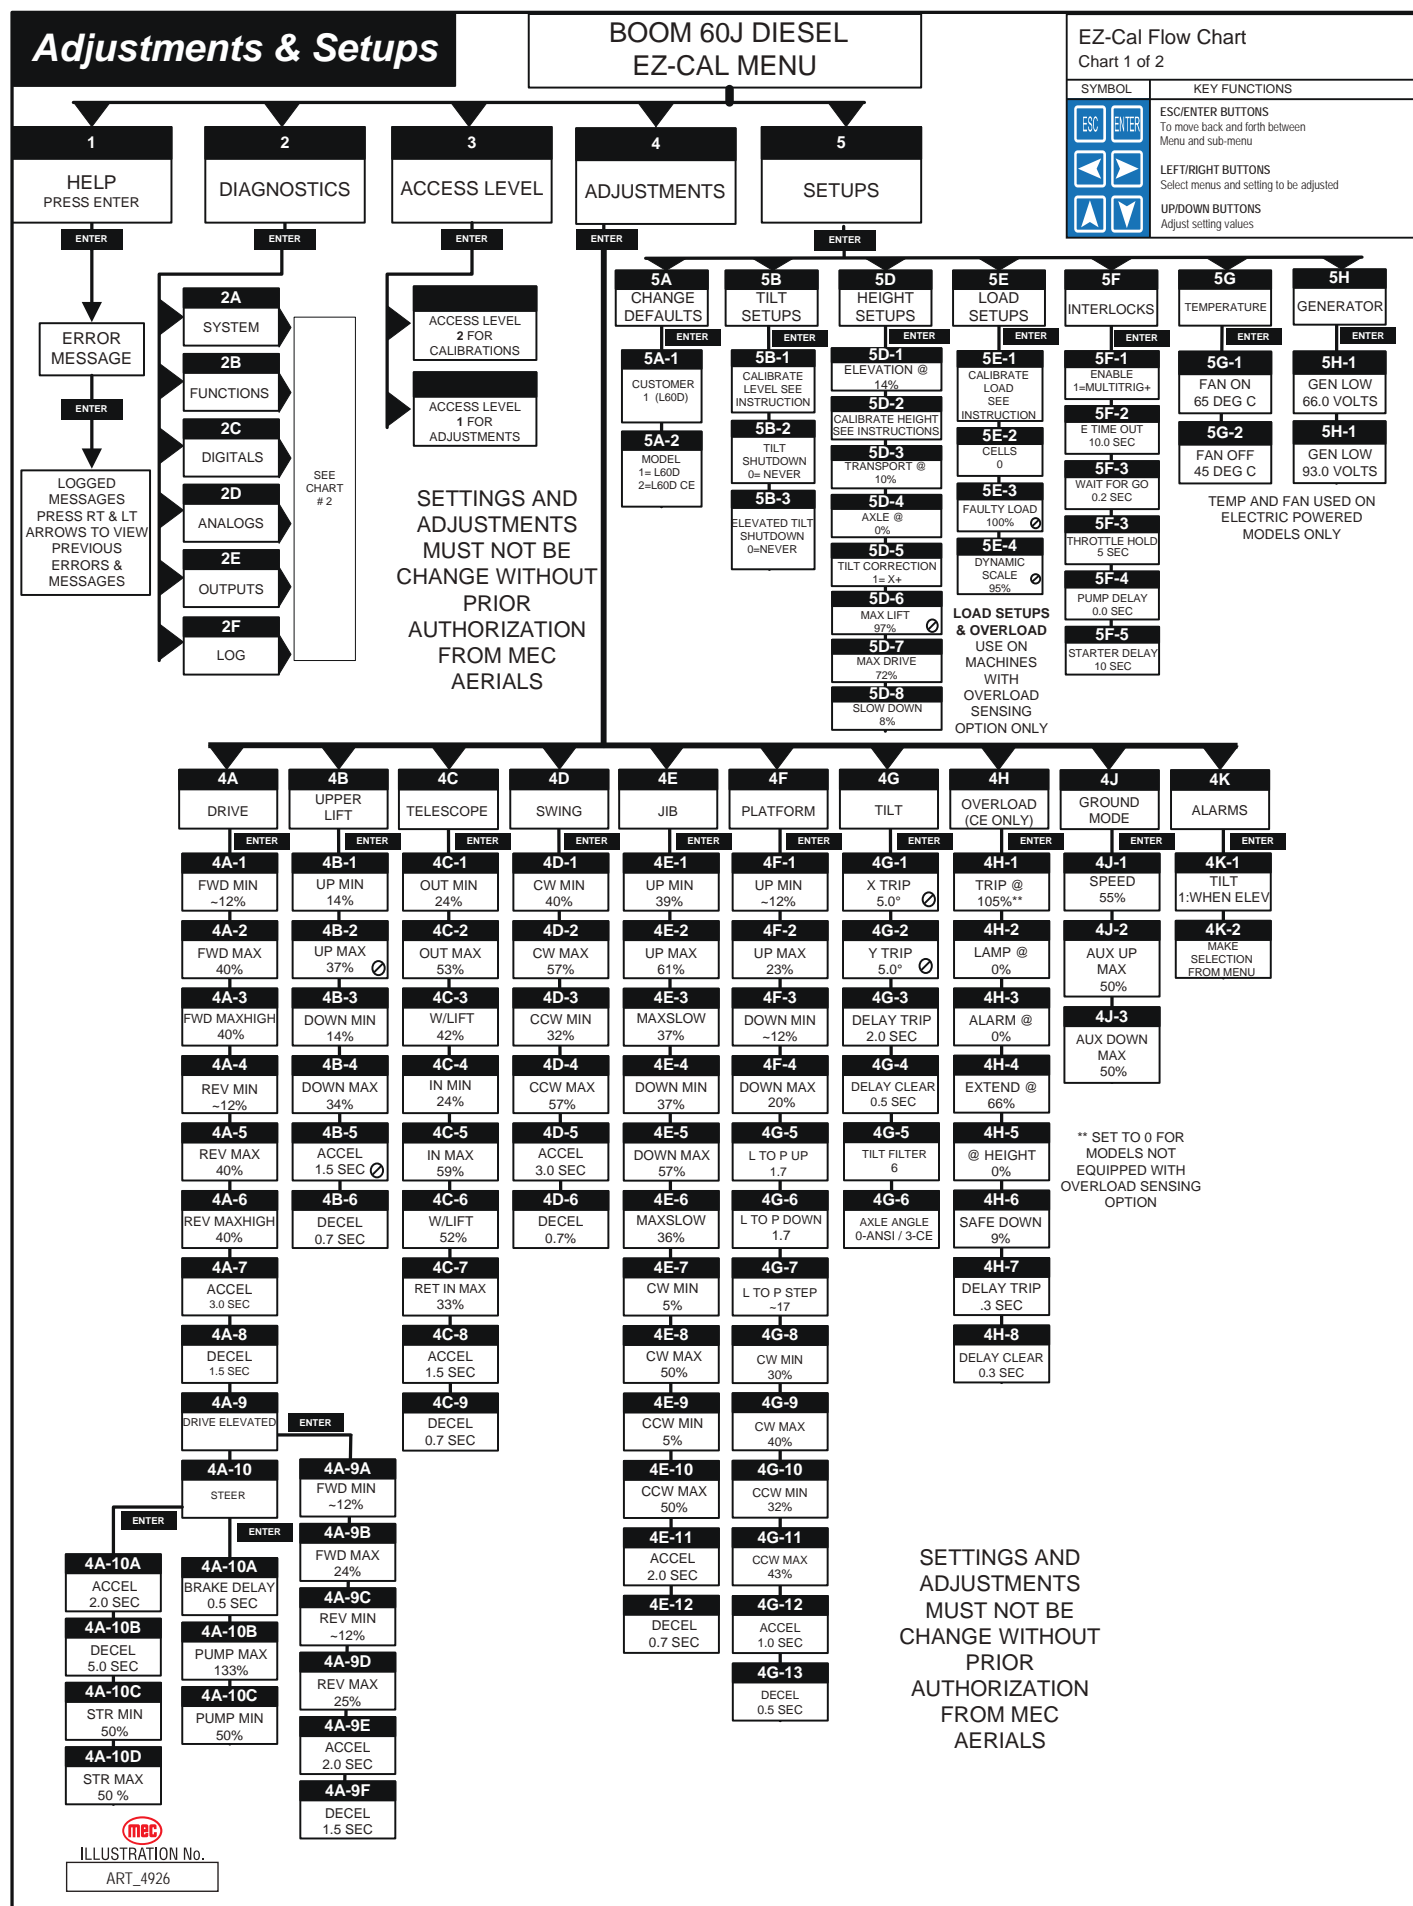 Adjustments & Setups
BOOM 60J DIESEL
EZ-CAL MENU
EZ-Cal Flow Chart
Chart 1 of 2
SYMBOL
KEY FUNCTIONS
ESC
ENTER
ESC/ENTER BUTTONS
To move back and forth between
Menu and sub-menu
LEFT/RIGHT BUTTONS
Select menus and setting to be adjusted
UP/DOWN BUTTONS
Adjust setting values
1
HELP
PRESS ENTER
2
DIAGNOSTICS
3
ACCESS LEVEL
4
ADJUSTMENTS
5
SETUPS
ENTER
ENTER
ENTER
ENTER
ENTER
ERROR
MESSAGE
ENTER
LOGGED
MESSAGES
PRESS RT & LT
ARROWS TO VIEW
PREVIOUS
ERRORS &
MESSAGES
2A
SYSTEM
2B
FUNCTIONS
2C
DIGITALS
2D
ANALOGS
2E
OUTPUTS
2F
LOG
SEE
CHART
# 2
ACCESS LEVEL
2 FOR
CALIBRATIONS
ACCESS LEVEL
1 FOR
ADJUSTMENTS
SETTINGS AND
ADJUSTMENTS
MUST NOT BE
CHANGE WITHOUT
PRIOR
AUTHORIZATION
FROM MEC
AERIALS
5A
CHANGE
DEFAULTS
ENTER
5A-1
CUSTOMER
1 (L60D)
5A-2
MODEL
1= L60D
2=L60D CE
5B
TILT
SETUPS
ENTER
5B-1
CALIBRATE
LEVEL SEE
INSTRUCTION
5B-2
TILT
SHUTDOWN
0= NEVER
5B-3
ELEVATED TILT
SHUTDOWN
0=NEVER
5D
HEIGHT
SETUPS
ENTER
5D-1
ELEVATION @
14%
5D-2
CALIBRATE HEIGHT
SEE INSTRUCTIONS
5D-3
TRANSPORT @
10%
5D-4
AXLE @
0%
5D-5
TILT CORRECTION
1= X+
5D-6
MAX LIFT
97%
5D-7
MAX DRIVE
72%
5D-8
SLOW DOWN
8%
5E
LOAD
SETUPS
ENTER
5E-1
CALIBRATE
LOAD
SEE
INSTRUCTION
5E-2
CELLS
0
5E-3
FAULTY LOAD
100%
5E-4
DYNAMIC
SCALE
95%
LOAD SETUPS
& OVERLOAD
USE ON
MACHINES
WITH
OVERLOAD
SENSING
OPTION ONLY
5F
INTERLOCKS
ENTER
5F-1
ENABLE
1=MULTITRIG+
5F-2
E TIME OUT
10.0 SEC
5F-3
WAIT FOR GO
0.2 SEC
5F-3
THROTTLE HOLD
5 SEC
5F-4
PUMP DELAY
0.0 SEC
5F-5
STARTER DELAY
10 SEC
5G
TEMPERATURE
ENTER
5G-1
FAN ON
65 DEG C
5G-2
FAN OFF
45 DEG C
5H
GENERATOR
ENTER
5H-1
GEN LOW
66.0 VOLTS
5H-1
GEN LOW
93.0 VOLTS
TEMP AND FAN USED ON
ELECTRIC POWERED
MODELS ONLY
4A
DRIVE
ENTER
4A-1
FWD MIN
~12%
4A-2
FWD MAX
40%
4A-3
FWD MAXHIGH
40%
4A-4
REV MIN
~12%
4A-5
REV MAX
40%
4A-6
REV MAXHIGH
40%
4A-7
ACCEL
3.0 SEC
4A-8
DECEL
1.5 SEC
4A-9
DRIVE ELEVATED
ENTER
4A-10
STEER
ENTER
ENTER
4A-10A
ACCEL
2.0 SEC
4A-10B
DECEL
5.0 SEC
4A-10C
STR MIN
50%
4A-10D
STR MAX
50 %
4A-10A
BRAKE DELAY
0.5 SEC
4A-10B
PUMP MAX
133%
4A-10C
PUMP MIN
50%
4A-9A
FWD MIN
~12%
4A-9B
FWD MAX
24%
4A-9C
REV MIN
~12%
4A-9D
REV MAX
25%
4A-9E
ACCEL
2.0 SEC
4A-9F
DECEL
1.5 SEC
4B
UPPER
LIFT
ENTER
4B-1
UP MIN
14%
4B-2
UP MAX
37%
4B-3
DOWN MIN
14%
4B-4
DOWN MAX
34%
4B-5
ACCEL
1.5 SEC
4B-6
DECEL
0.7 SEC
4C
TELESCOPE
ENTER
4C-1
OUT MIN
24%
4C-2
OUT MAX
53%
4C-3
W/LIFT
42%
4C-4
IN MIN
24%
4C-5
IN MAX
59%
4C-6
W/LIFT
52%
4C-7
RET IN MAX
33%
4C-8
ACCEL
1.5 SEC
4C-9
DECEL
0.7 SEC
4D
SWING
ENTER
4D-1
CW MIN
40%
4D-2
CW MAX
57%
4D-3
CCW MIN
32%
4D-4
CCW MAX
57%
4D-5
ACCEL
3.0 SEC
4D-6
DECEL
0.7%
4E
JIB
ENTER
4E-1
UP MIN
39%
4E-2
UP MAX
61%
4E-3
MAXSLOW
37%
4E-4
DOWN MIN
37%
4E-5
DOWN MAX
57%
4E-6
MAXSLOW
36%
4E-7
CW MIN
5%
4E-8
CW MAX
50%
4E-9
CCW MIN
5%
4E-10
CCW MAX
50%
4E-11
ACCEL
2.0 SEC
4E-12
DECEL
0.7 SEC
4F
PLATFORM
ENTER
4F-1
UP MIN
~12%
4F-2
UP MAX
23%
4F-3
DOWN MIN
~12%
4F-4
DOWN MAX
20%
4G-5
L TO P UP
1.7
4G-6
L TO P DOWN
1.7
4G-7
L TO P STEP
~17
4G-8
CW MIN
30%
4G-9
CW MAX
40%
4G-10
CCW MIN
32%
4G-11
CCW MAX
43%
4G-12
ACCEL
1.0 SEC
4G-13
DECEL
0.5 SEC
4G
TILT
ENTER
4G-1
X TRIP
5.0°
4G-2
Y TRIP
5.0°
4G-3
DELAY TRIP
2.0 SEC
4G-4
DELAY CLEAR
0.5 SEC
4G-5
TILT FILTER
6
4G-6
AXLE ANGLE
0-ANSI / 3-CE
4H
OVERLOAD
(CE ONLY)
ENTER
4H-1
TRIP @
105%**
4H-2
LAMP @
0%
4H-3
ALARM @
0%
4H-4
EXTEND @
66%
4H-5
@ HEIGHT
0%
4H-6
SAFE DOWN
9%
4H-7
DELAY TRIP
.3 SEC
4H-8
DELAY CLEAR
0.3 SEC
4J
GROUND
MODE
ENTER
4J-1
SPEED
55%
4J-2
AUX UP
MAX
50%
4J-3
AUX DOWN
MAX
50%
4K
ALARMS
ENTER
4K-1
TILT
1:WHEN ELEV
4K-2
MAKE
SELECTION
FROM MENU
** SET TO 0 FOR
MODELS NOT
EQUIPPED WITH
OVERLOAD SENSING
OPTION
SETTINGS AND
ADJUSTMENTS
MUST NOT BE
CHANGE WITHOUT
PRIOR
AUTHORIZATION
FROM MEC
AERIALS
mec
ILLUSTRATION No.
ART_4926